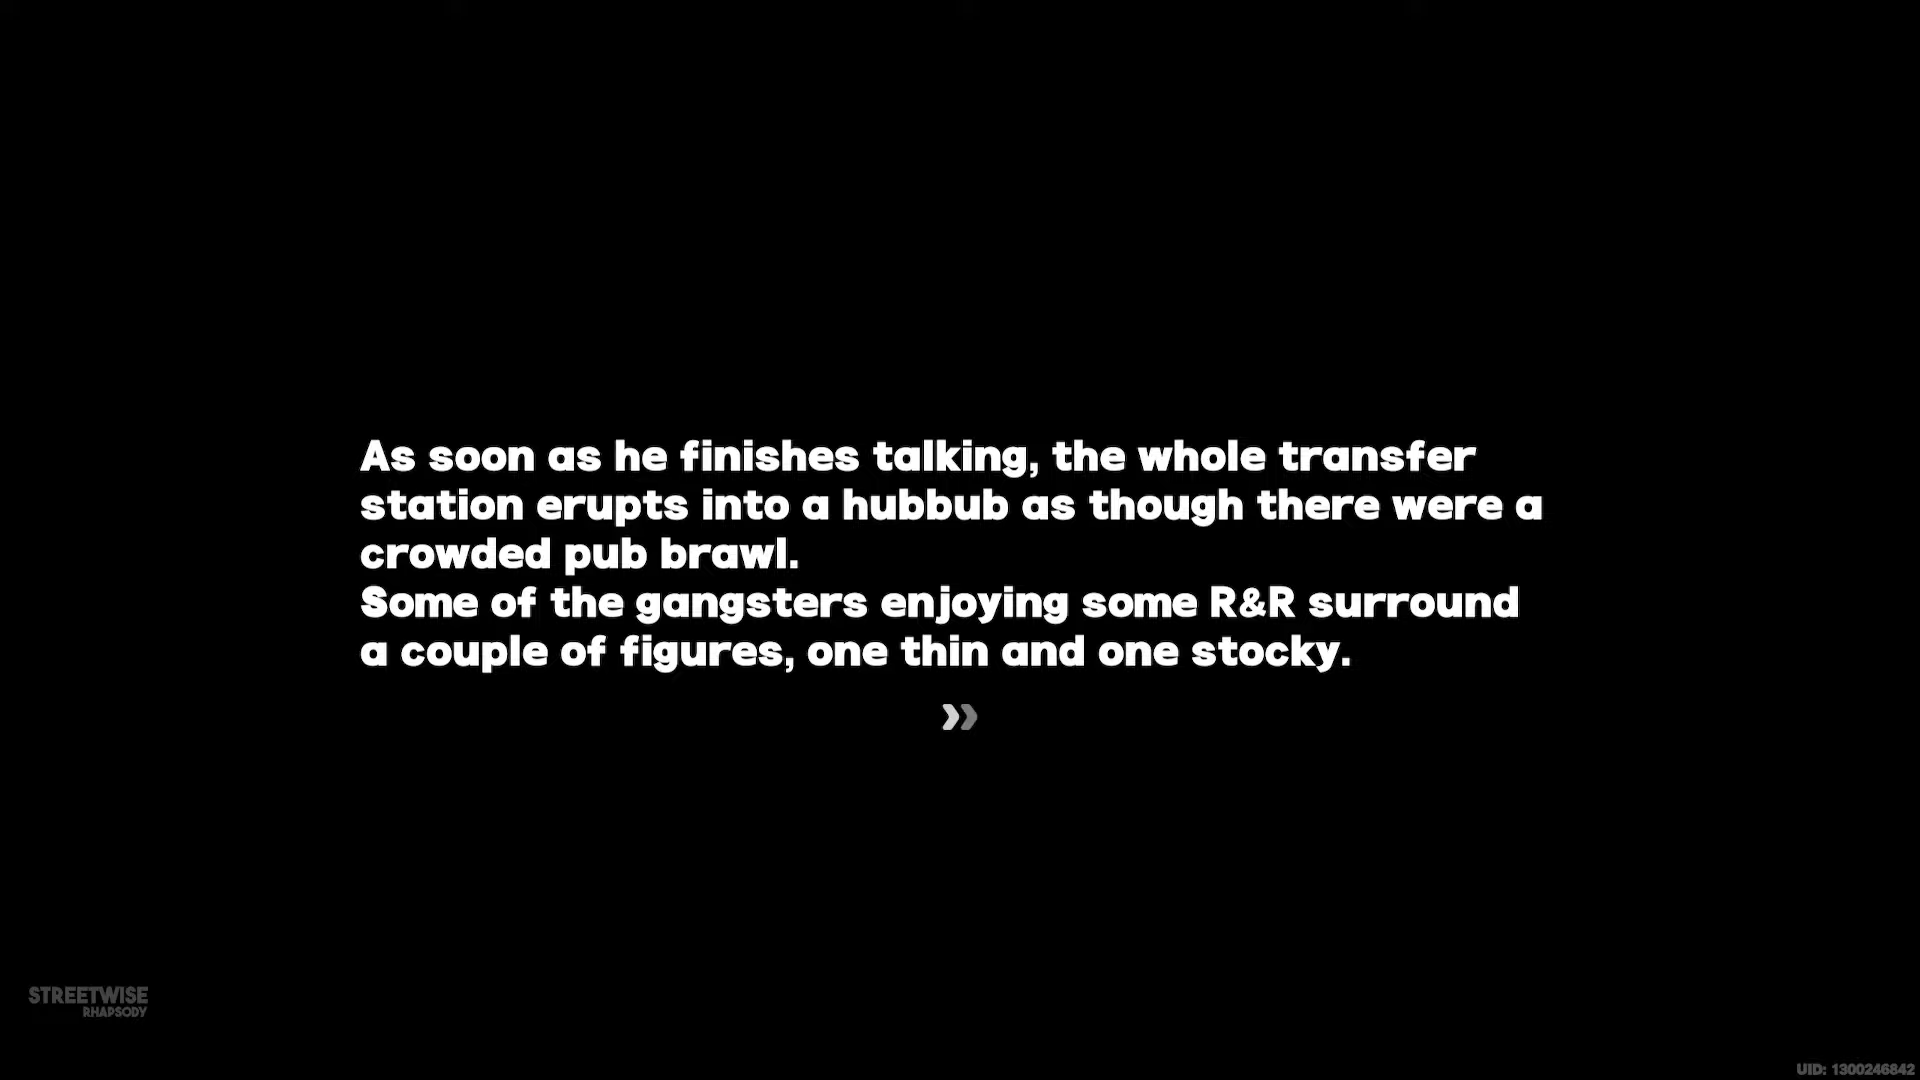 As soon as he finishes talking, the whole transfer
station erupts into a hubbub as though there were a
crowded pub brawl.
Some of the gangsters enjoying some R&R surround
a couple of figures, one thin and one stocky.
STREETWISE
RHAPSODY
UID: 1300246842